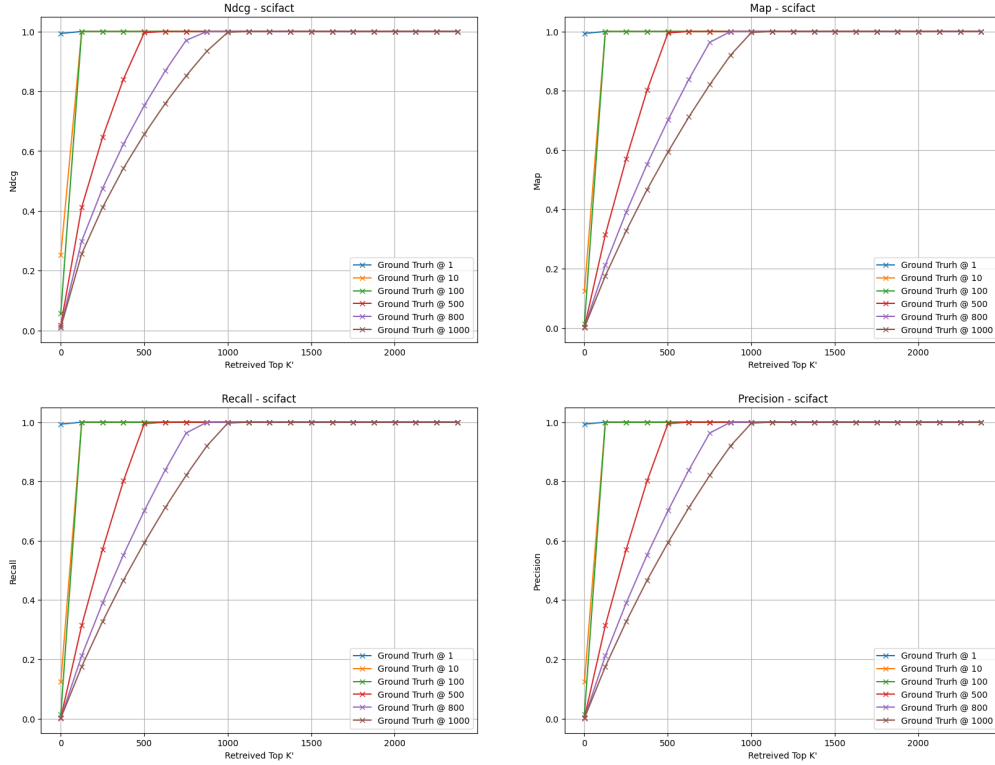 Ndcg - scifact
1.0
0.8
0.6
0.4
0.2
0.0
Ndcg
0 500 1000 1500 2000
Retreived Top K'
Ground Trurh @ 1
Ground Trurh @ 10
Ground Trurh @ 100
Ground Trurh @ 500
Ground Trurh @ 800
Ground Trurh @ 1000
Map - scifact
1.0
0.8
0.6
0.4
0.2
0.0
Map
0 500 1000 1500 2000
Retreived Top K'
Ground Trurh @ 1
Ground Trurh @ 10
Ground Trurh @ 100
Ground Trurh @ 500
Ground Trurh @ 800
Ground Trurh @ 1000
Recall - scifact
1.0
0.8
0.6
0.4
0.2
0.0
Recall
0 500 1000 1500 2000
Retreived Top K'
Ground Trurh @ 1
Ground Trurh @ 10
Ground Trurh @ 100
Ground Trurh @ 500
Ground Trurh @ 800
Ground Trurh @ 1000
Precision - scifact
1.0
0.8
0.6
0.4
0.2
0.0
Precision
0 500 1000 1500 2000
Retreived Top K'
Ground Trurh @ 1
Ground Trurh @ 10
Ground Trurh @ 100
Ground Trurh @ 500
Ground Trurh @ 800
Ground Trurh @ 1000